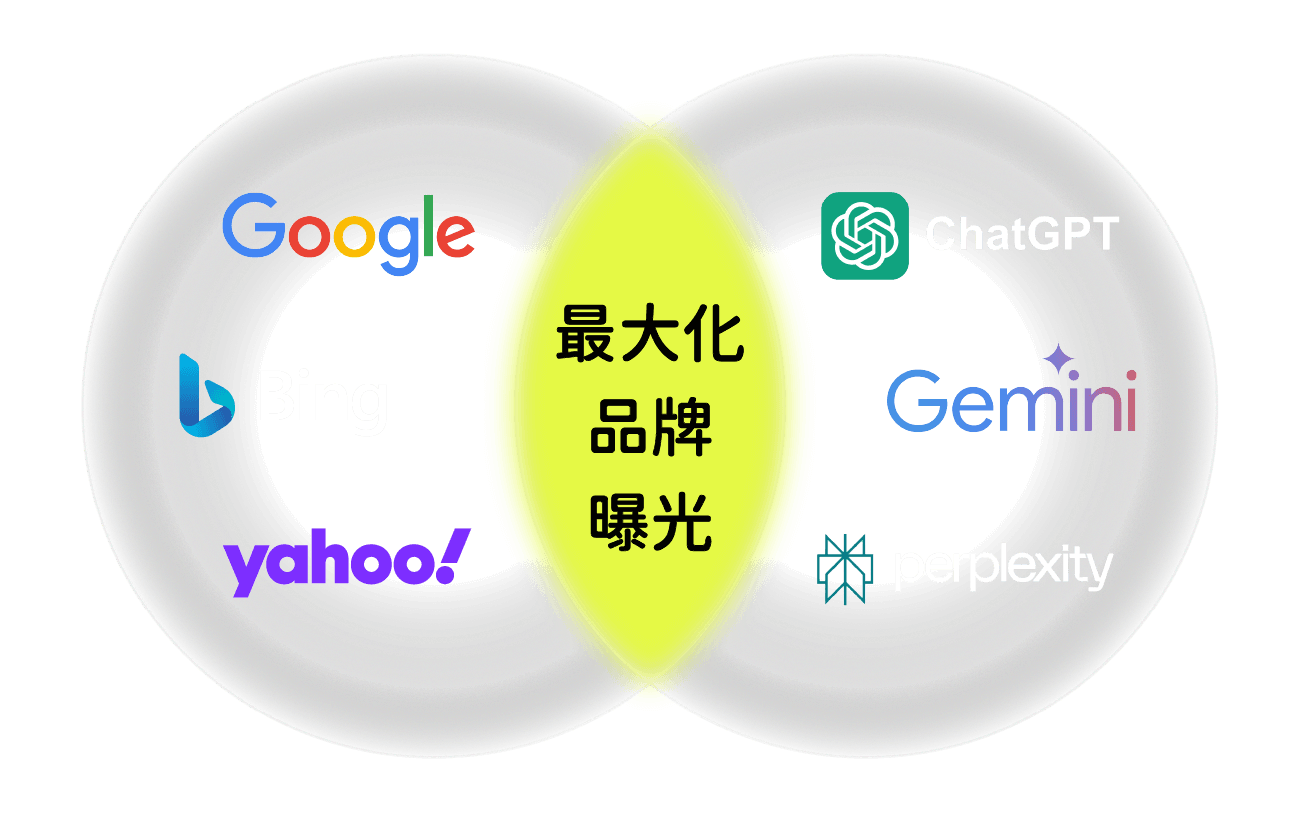 Google
Bing
yahoo!
最大化
品牌
曝光
ChatGPT
Gemini
perplexity